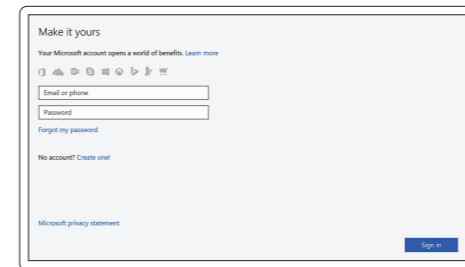 Make it yours
Your Microsoft account opens a world of benefits. Learn more
Email or phone
Password
Forgot my password
No account? Create one!
Microsoft privacy statement
Sign in